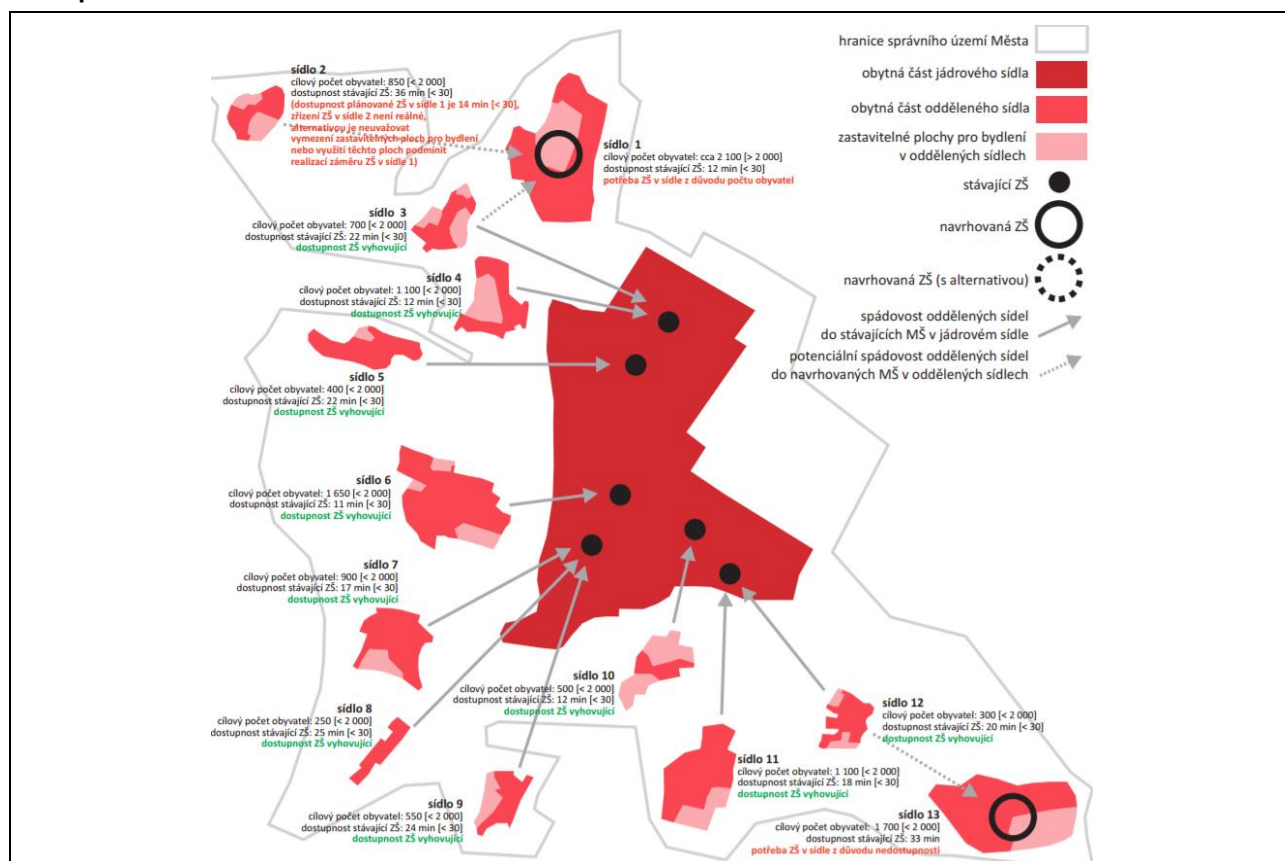 hranice správního území Města
obytná část jádrového sídla
obytná část odděleného sídla
zastavitelné plochy pro bydlení
v oddělených sídlech
stávající ZŠ
navrhovaná ZŠ
navrhovaná ZŠ (s alternativou)
spádovost oddělených sídel
do stávajících MŠ v jádrovém sídle
potenciální spádovost oddělených sídel
do navrhovaných MŠ v oddělených sídlech
sídlo 2
cílový počet obyvatel: 850 [< 2 000]
dostupnost stávající ZŠ: 36 min [< 30]
(dostupnost plánované ZŠ v sídle 1 je 14 min [< 30],
zřízení ZŠ v sídle 2 není reálné,
alternativou je neuvažovat
vymezení zastavitelných ploch pro bydlení
nebo využití těchto ploch podmínit
realizací záměru ZŠ v sídle 1)
sídlo 1
cílový počet obyvatel: cca 2 100 [> 2 000]
dostupnost stávající ZŠ: 12 min [< 30]
potřeba ZŠ v sídle z důvodu počtu obyvatel
sídlo 3
cílový počet obyvatel: 700 [< 2 000]
dostupnost stávající ZŠ: 22 min [< 30]
dostupnost ZŠ vyhovující
sídlo 4
cílový počet obyvatel: 1 100 [< 2 000]
dostupnost stávající ZŠ: 12 min [< 30]
dostupnost ZŠ vyhovující
sídlo 5
cílový počet obyvatel: 400 [< 2 000]
dostupnost stávající ZŠ: 22 min [< 30]
dostupnost ZŠ vyhovující
sídlo 6
cílový počet obyvatel: 1 650 [< 2 000]
dostupnost stávající ZŠ: 11 min [< 30]
dostupnost ZŠ vyhovující
sídlo 7
cílový počet obyvatel: 900 [< 2 000]
dostupnost stávající ZŠ: 17 min [< 30]
dostupnost ZŠ vyhovující
sídlo 8
cílový počet obyvatel: 250 [< 2 000]
dostupnost stávající ZŠ: 25 min [< 30]
dostupnost ZŠ vyhovující
sídlo 9
cílový počet obyvatel: 550 [< 2 000]
dostupnost stávající ZŠ: 24 min [< 30]
dostupnost ZŠ vyhovující
sídlo 10
cílový počet obyvatel: 500 [< 2 000]
dostupnost stávající ZŠ: 12 min [< 30]
dostupnost ZŠ vyhovující
sídlo 11
cílový počet obyvatel: 1 100 [< 2 000]
dostupnost stávající ZŠ: 18 min [< 30]
dostupnost ZŠ vyhovující
sídlo 12
cílový počet obyvatel: 300 [< 2 000]
dostupnost stávající ZŠ: 20 min [< 30]
dostupnost ZŠ vyhovující
sídlo 13
cílový počet obyvatel: 1 700 [< 2 000]
dostupnost stávající ZŠ: 33 min
potřeba ZŠ v sídle z důvodu nedostupnosti